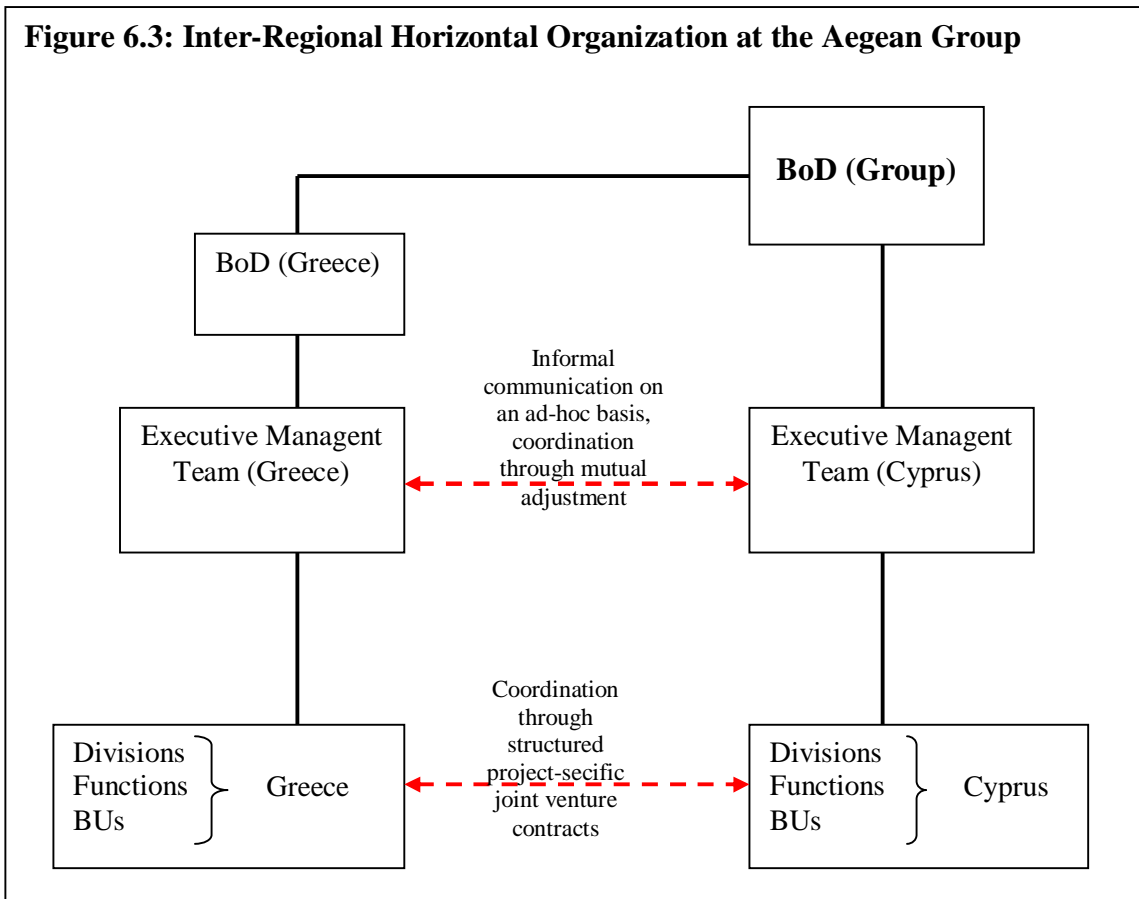 Figure 6.3: Inter-Regional Horizontal Organization at the Aegean Group
BoD (Group)
BoD (Greece)
Informal
communication on
an ad-hoc basis,
coordination
through mutual
adjustment
Executive Managent
Team (Greece)
Executive Managent
Team (Cyprus)
Coordination
through
structured
project-secific
joint venture
contracts
Divisions
Functions
BUs
Greece
Divisions
Functions
BUs
Cyprus